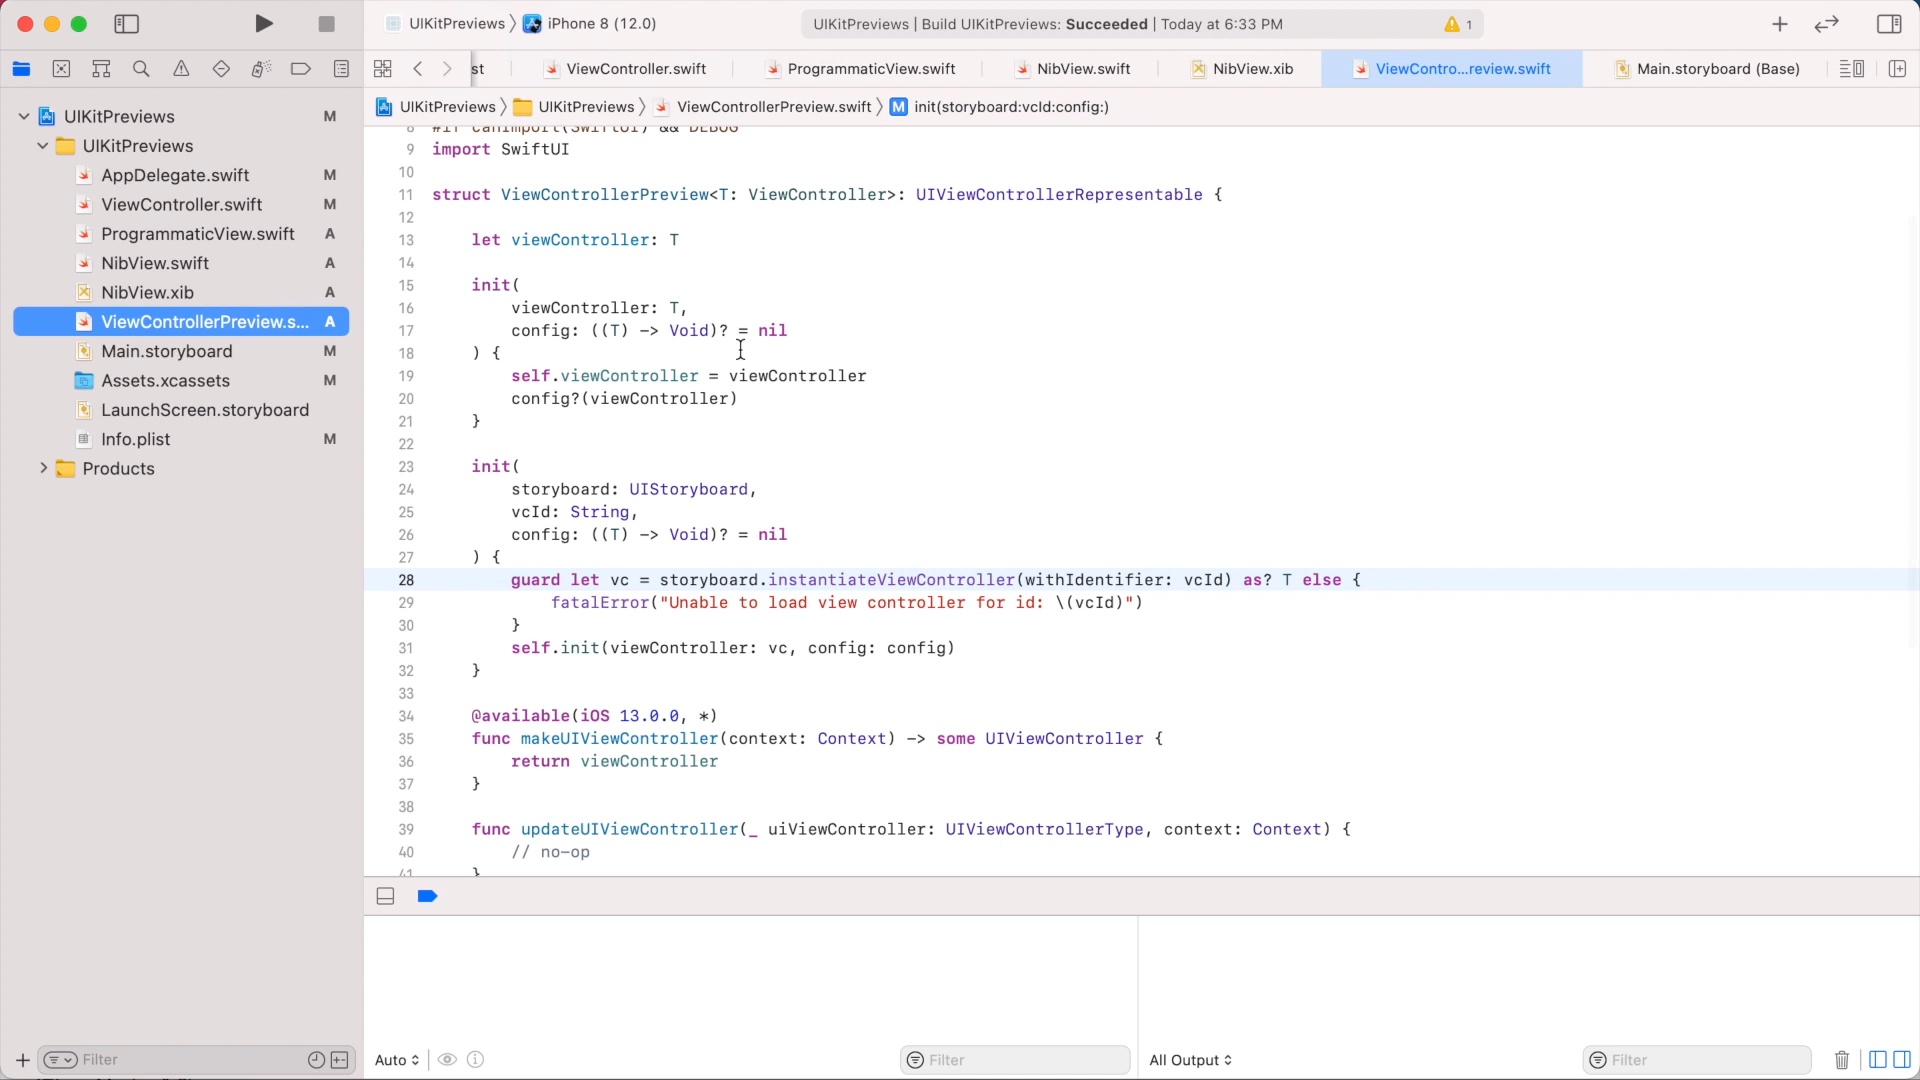 UIKitPreviews 〉 iPhone 8 (12.0)
UIKitPreviews | Build UIKitPreviews: Succeeded | Today at 6:33 PM
1
st
ViewController.swift
ProgrammaticView.swift
NibView.swift
NibView.xib
ViewContro...review.swift
Main.storyboard (Base)
UIKitPreviews 〉 UIKitPreviews 〉 ViewControllerPreview.swift 〉 M init(storyboard:vcId:config:)
UIKitPreviews M
UIKitPreviews
AppDelegate.swift M
ViewController.swift M
ProgrammaticView.swift A
NibView.swift A
NibView.xib A
ViewControllerPreview.s... A
Main.storyboard M
Assets.xcassets M
LaunchScreen.storyboard
Info.plist M
Products
8 #if canImport(SwiftUI) && DEBUG
9 import SwiftUI
10
11 struct ViewControllerPreview<T: ViewController>: UIViewControllerRepresentable {
12
13 let viewController: T
14
15 init(
16 viewController: T,
17 config: ((T) -> Void)? = nil
18 ) {
19 self.viewController = viewController
20 config?(viewController)
21 }
22
23 init(
24 storyboard: UIStoryboard,
25 vcId: String,
26 config: ((T) -> Void)? = nil
27 ) {
28 guard let vc = storyboard.instantiateViewController(withIdentifier: vcId) as? T else {
29 fatalError("Unable to load view controller for id: \(vcId)")
30 }
31 self.init(viewController: vc, config: config)
32 }
33
34 @available(iOS 13.0.0, *)
35 func makeUIViewController(context: Context) -> some UIViewController {
36 return viewController
37 }
38
39 func updateUIViewController(_ uiViewController: UIViewControllerType, context: Context) {
40 // no-op
41 }
Filter
Auto
Filter
All Output
Filter